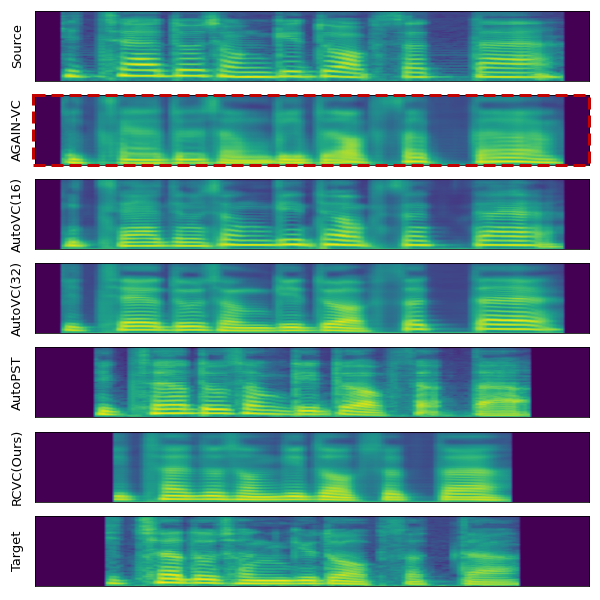 Source
AGAIN-VC
AutoVC(16)
AutoVC(32)
AutoPST
RCVC(Ours)
Target